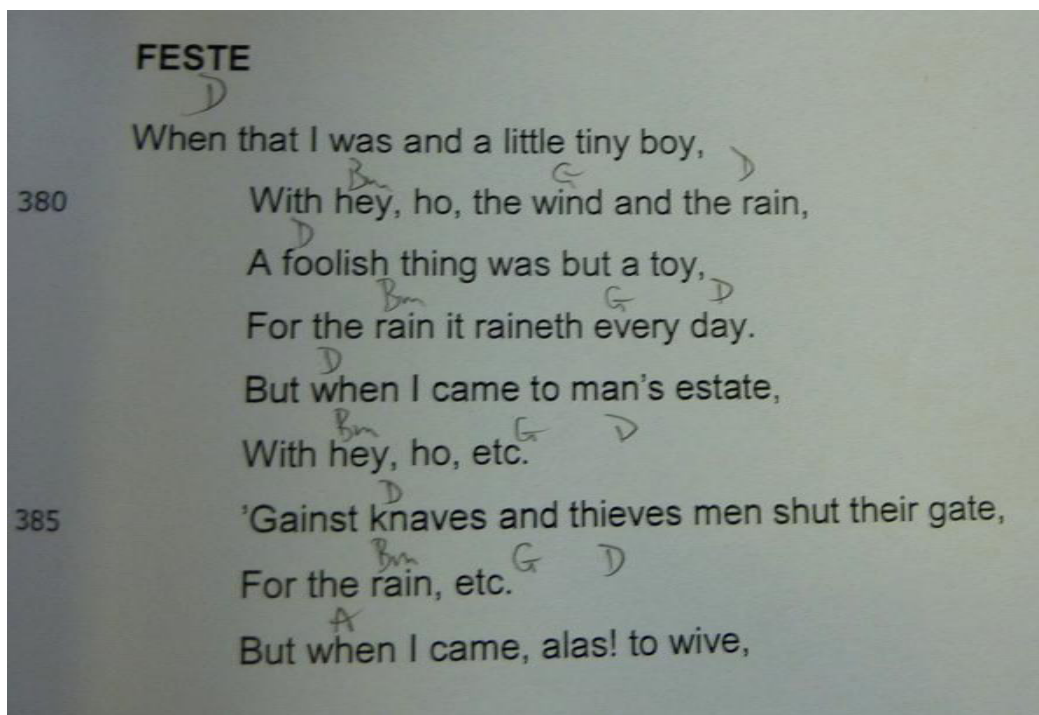 FESTE
D
When that I was and a little tiny boy,
Bm G D
380 With hey, ho, the wind and the rain,
D
A foolish thing was but a toy,
Bm G D
For the rain it raineth every day.
D
But when I came to man's estate,
Bm G D
With hey, ho, etc.
D
385 'Gainst knaves and thieves men shut their gate,
Bm G D
For the rain, etc.
A
But when I came, alas! to wive,